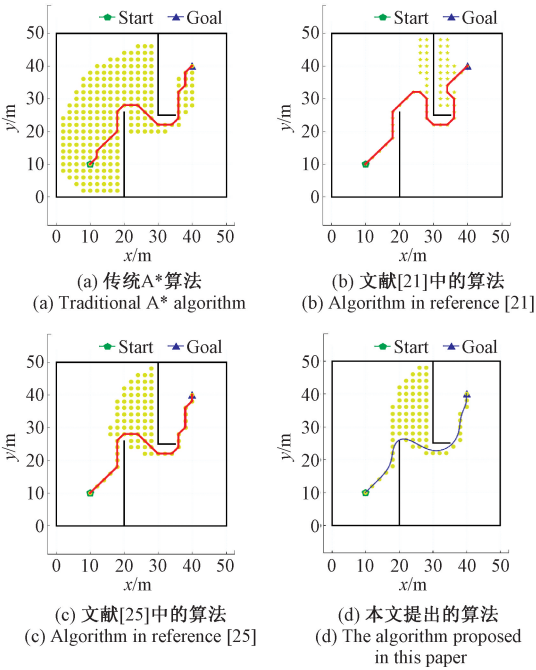 Start Goal
50
40
30
20
10
0
y/m
0 10 20 30 40 50
x/m
(a) 传统A*算法
(a) Traditional A* algorithm
Start Goal
50
40
30
20
10
0
y/m
0 10 20 30 40 50
x/m
(b) 文献[21]中的算法
(b) Algorithm in reference [21]
Start Goal
50
40
30
20
10
0
y/m
0 10 20 30 40 50
x/m
(c) 文献[25]中的算法
(c) Algorithm in reference [25]
Start Goal
50
40
30
20
10
0
y/m
0 10 20 30 40 50
x/m
(d) 本文提出的算法
(d) The algorithm proposed
in this paper